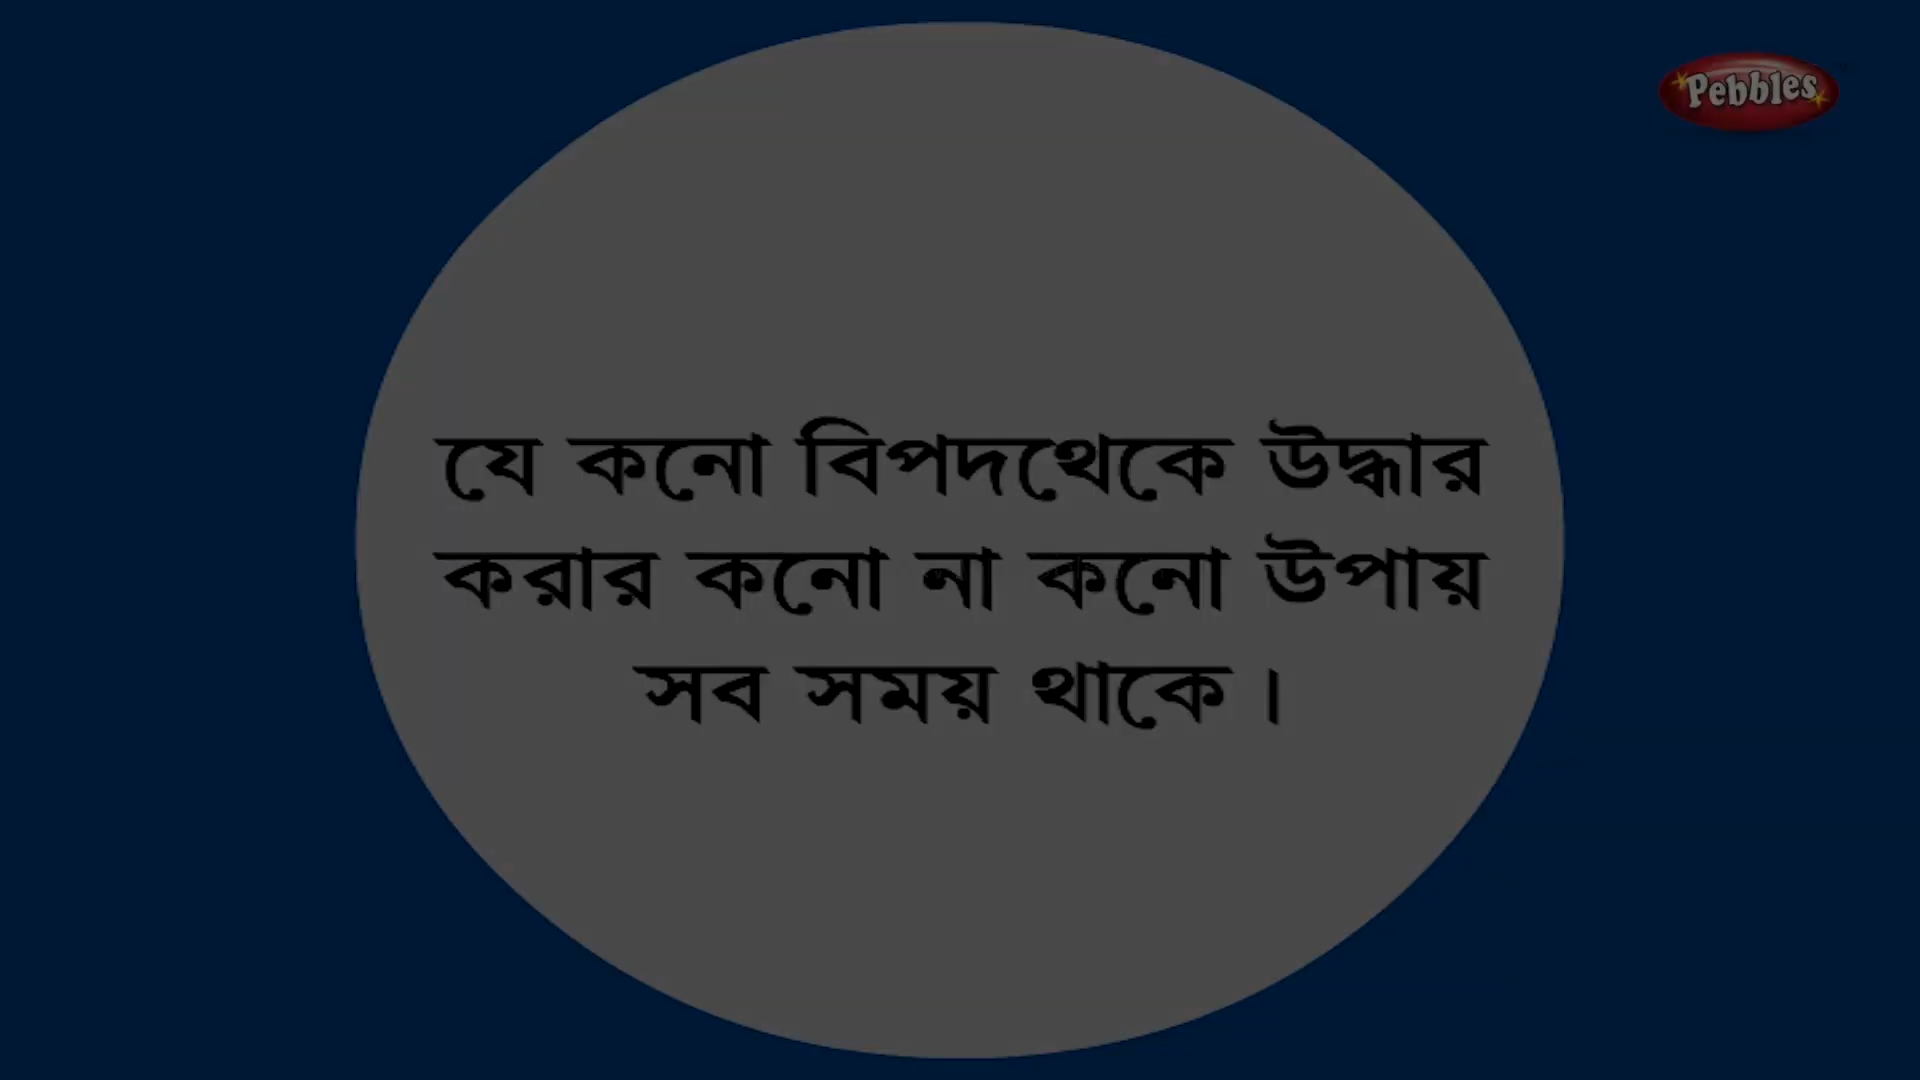 Pebbles
যে কনো বিপদথেকে উদ্ধার
করার কনো না কনো উপায়
সব সময় থাকে।